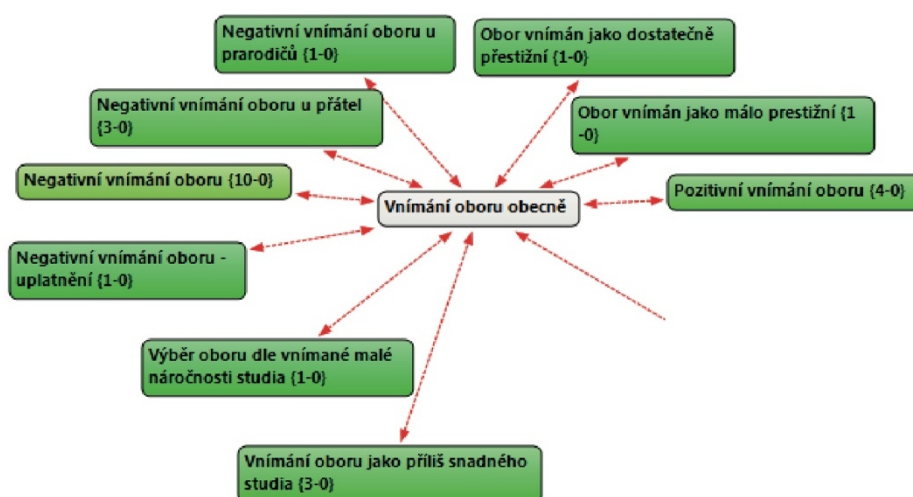 Negativní vnímání oboru u
prarodičů {1-0}
Obor vnímán jako dostatečně
přestižní {1-0}
Negativní vnímání oboru u přátel
{3-0}
Obor vnímán jako málo prestižní {1
-0}
Negativní vnímání oboru {10-0}
Vnímání oboru obecně
Pozitivní vnímání oboru {4-0}
Negativní vnímání oboru -
uplatnění {1-0}
Výběr oboru dle vnímané malé
náročnosti studia {1-0}
Vnímání oboru jako příliš snadného
studia {3-0}